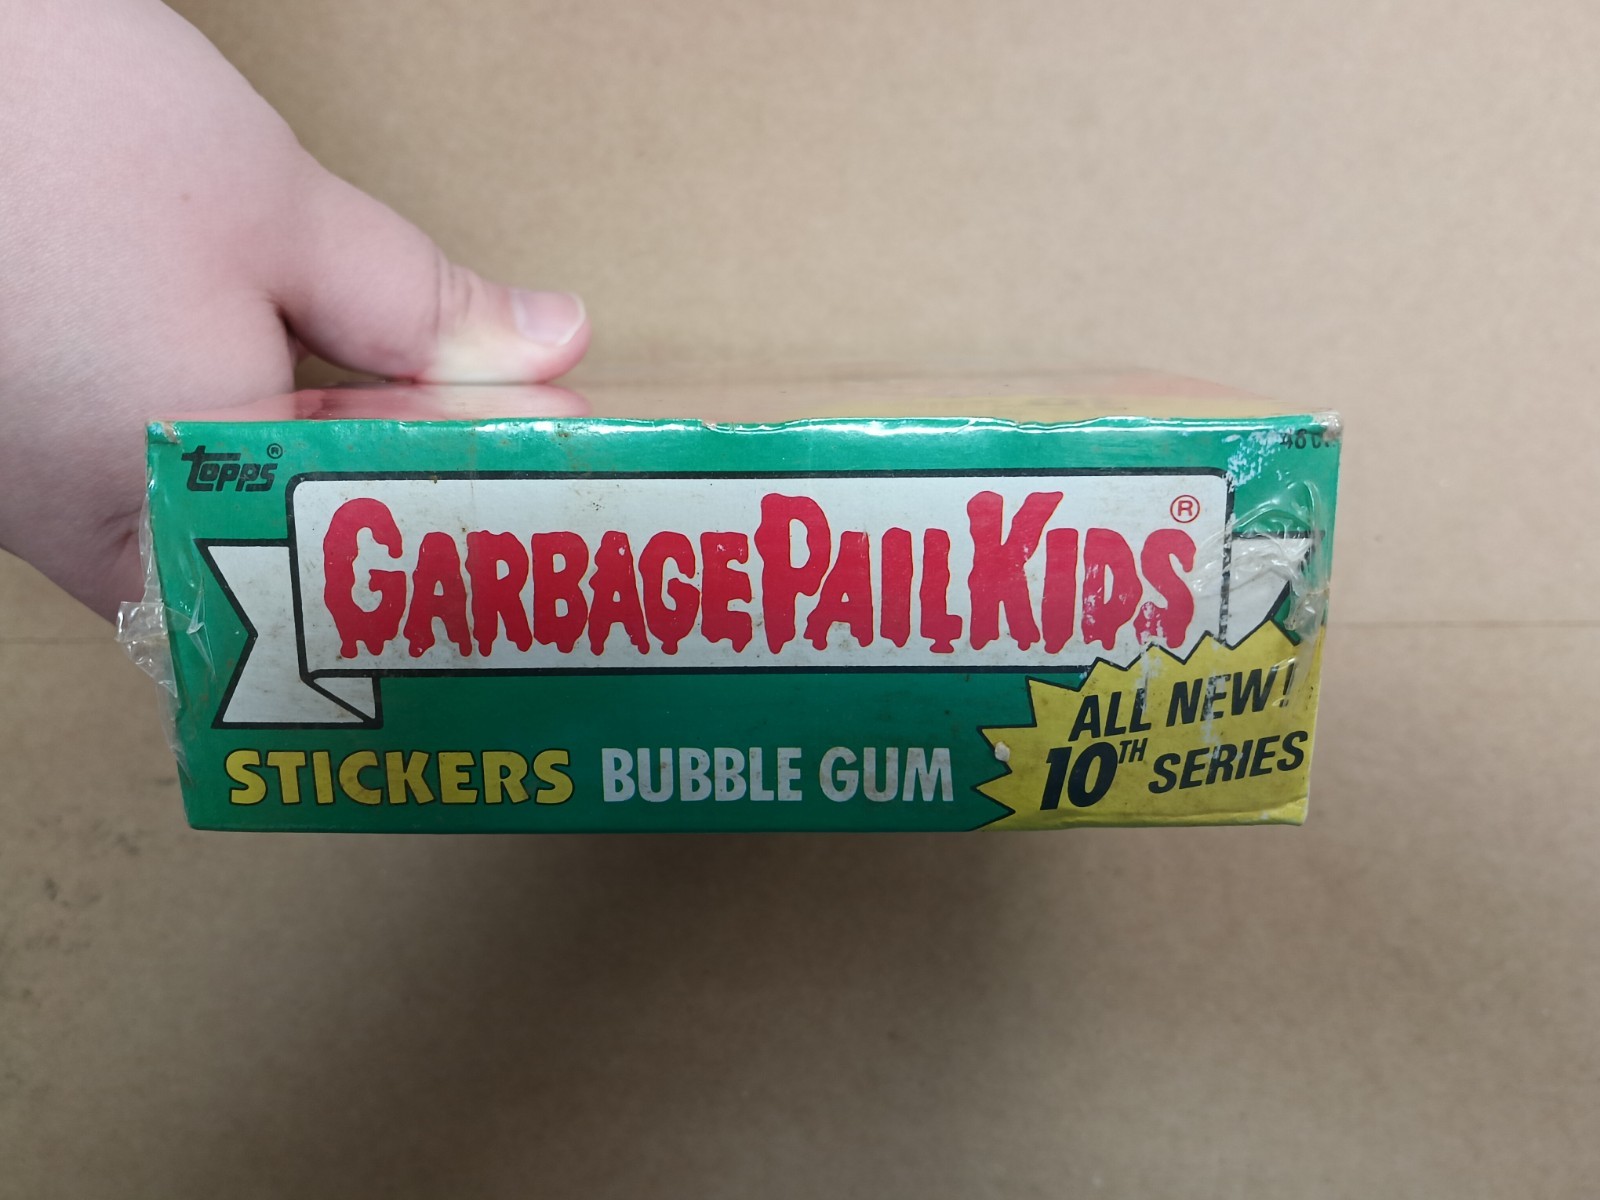 topps®
GARBAGE PAIL KIDS®
STICKERS BUBBLE GUM
ALL NEW!
10TH SERIES